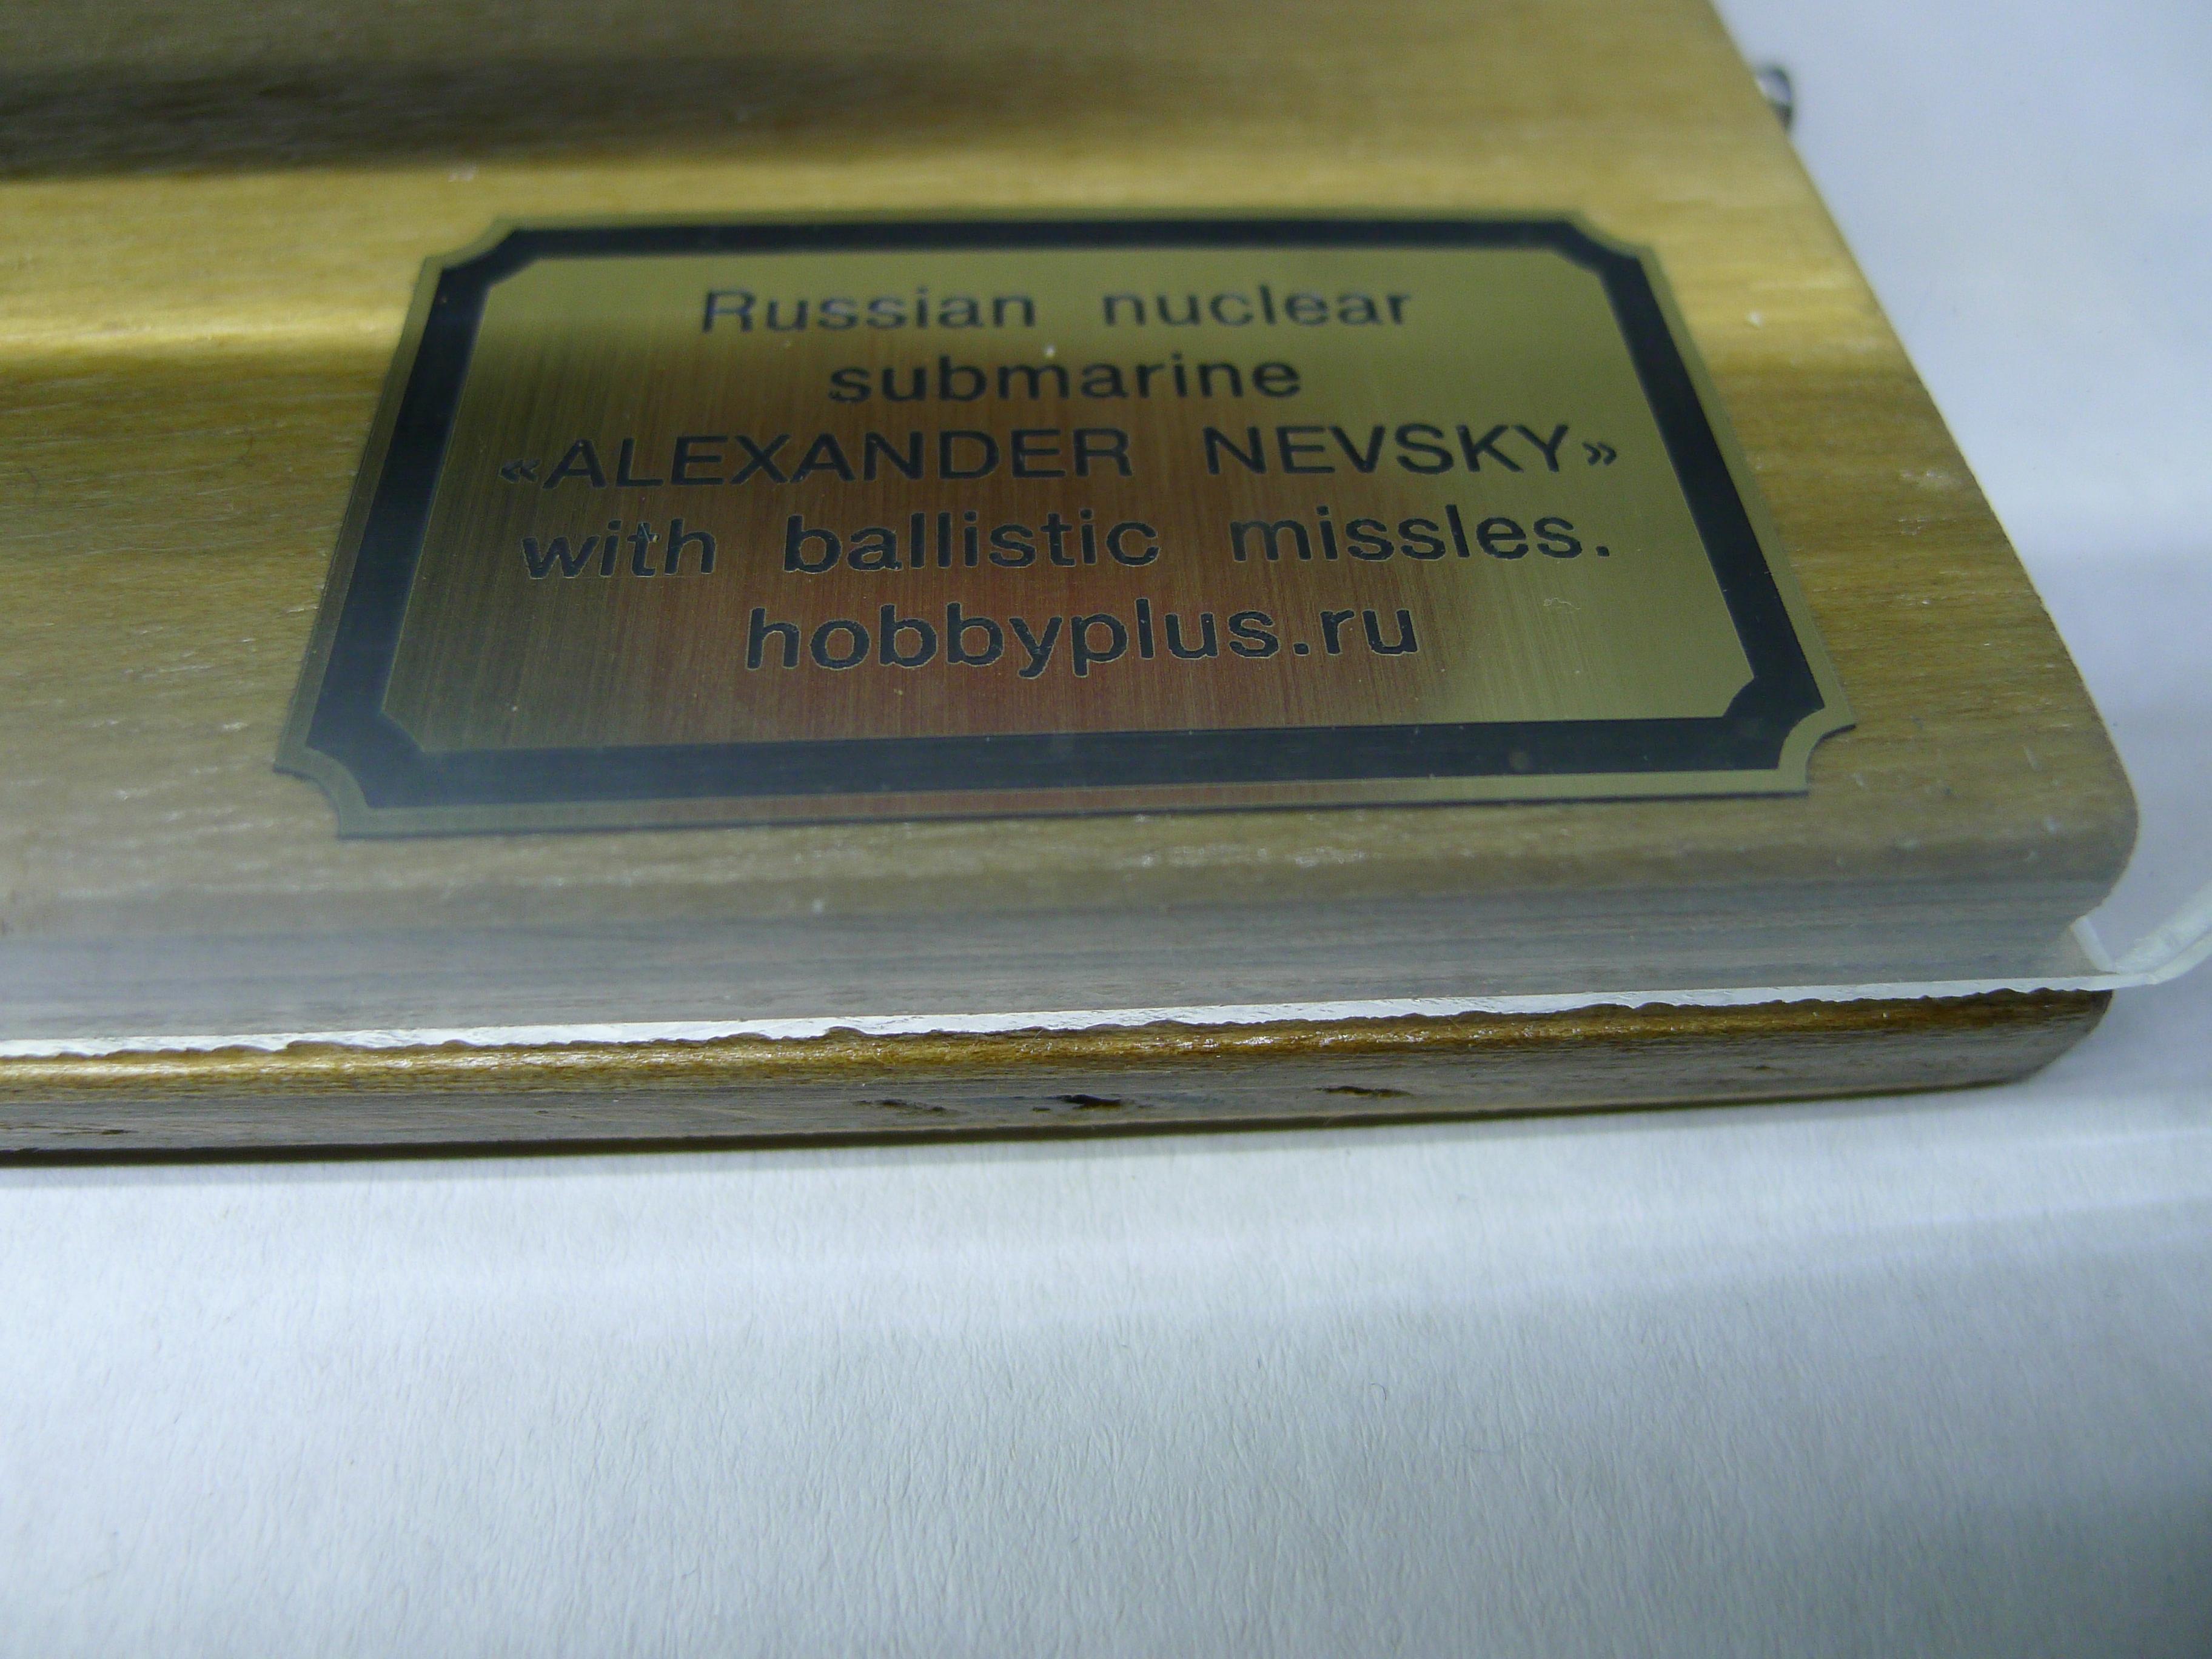 Russian nuclear
submarine
«ALEXANDER NEVSKY»
with ballistic missles.
hobbyplus.ru